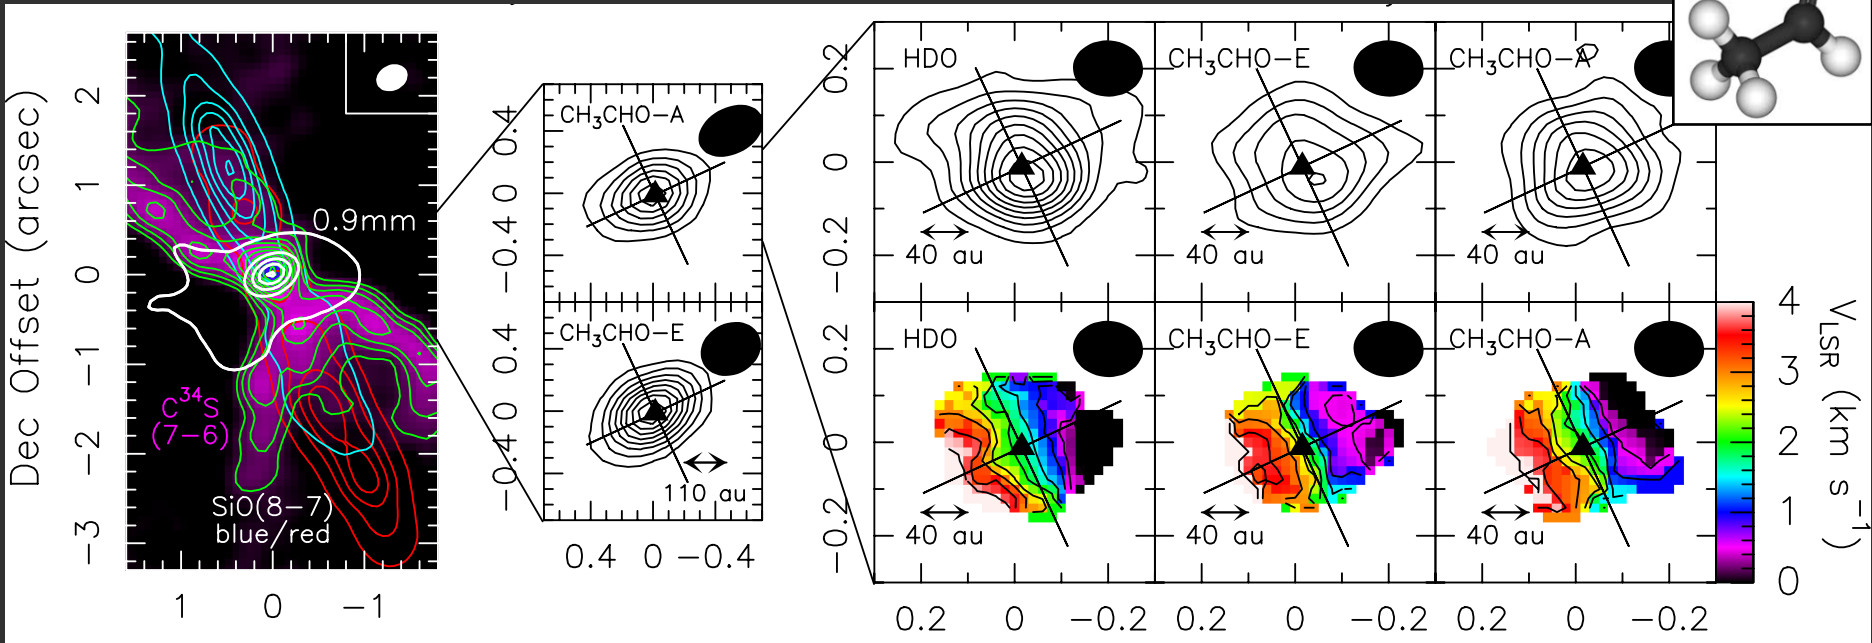 Dec Offset (arcsec)
2
1
0
−1
−2
−3
1
0
−1
0.9mm
C³⁴S
(7−6)
SiO(8−7)
blue/red
CH₃CHO−A
0.4
0
−0.4
CH₃CHO−E
0.4
0
−0.4
110 au
0.4
0
−0.4
HDO
CH₃CHO−E
CH₃CHO−A
0.2
0
−0.2
40 au
40 au
40 au
HDO
CH₃CHO−E
CH₃CHO−A
0.2
0
−0.2
40 au
40 au
40 au
0.2
0
−0.2
0.2
0
−0.2
0.2
0
−0.2
4
3
2
1
0
V_LSR (km s⁻¹)